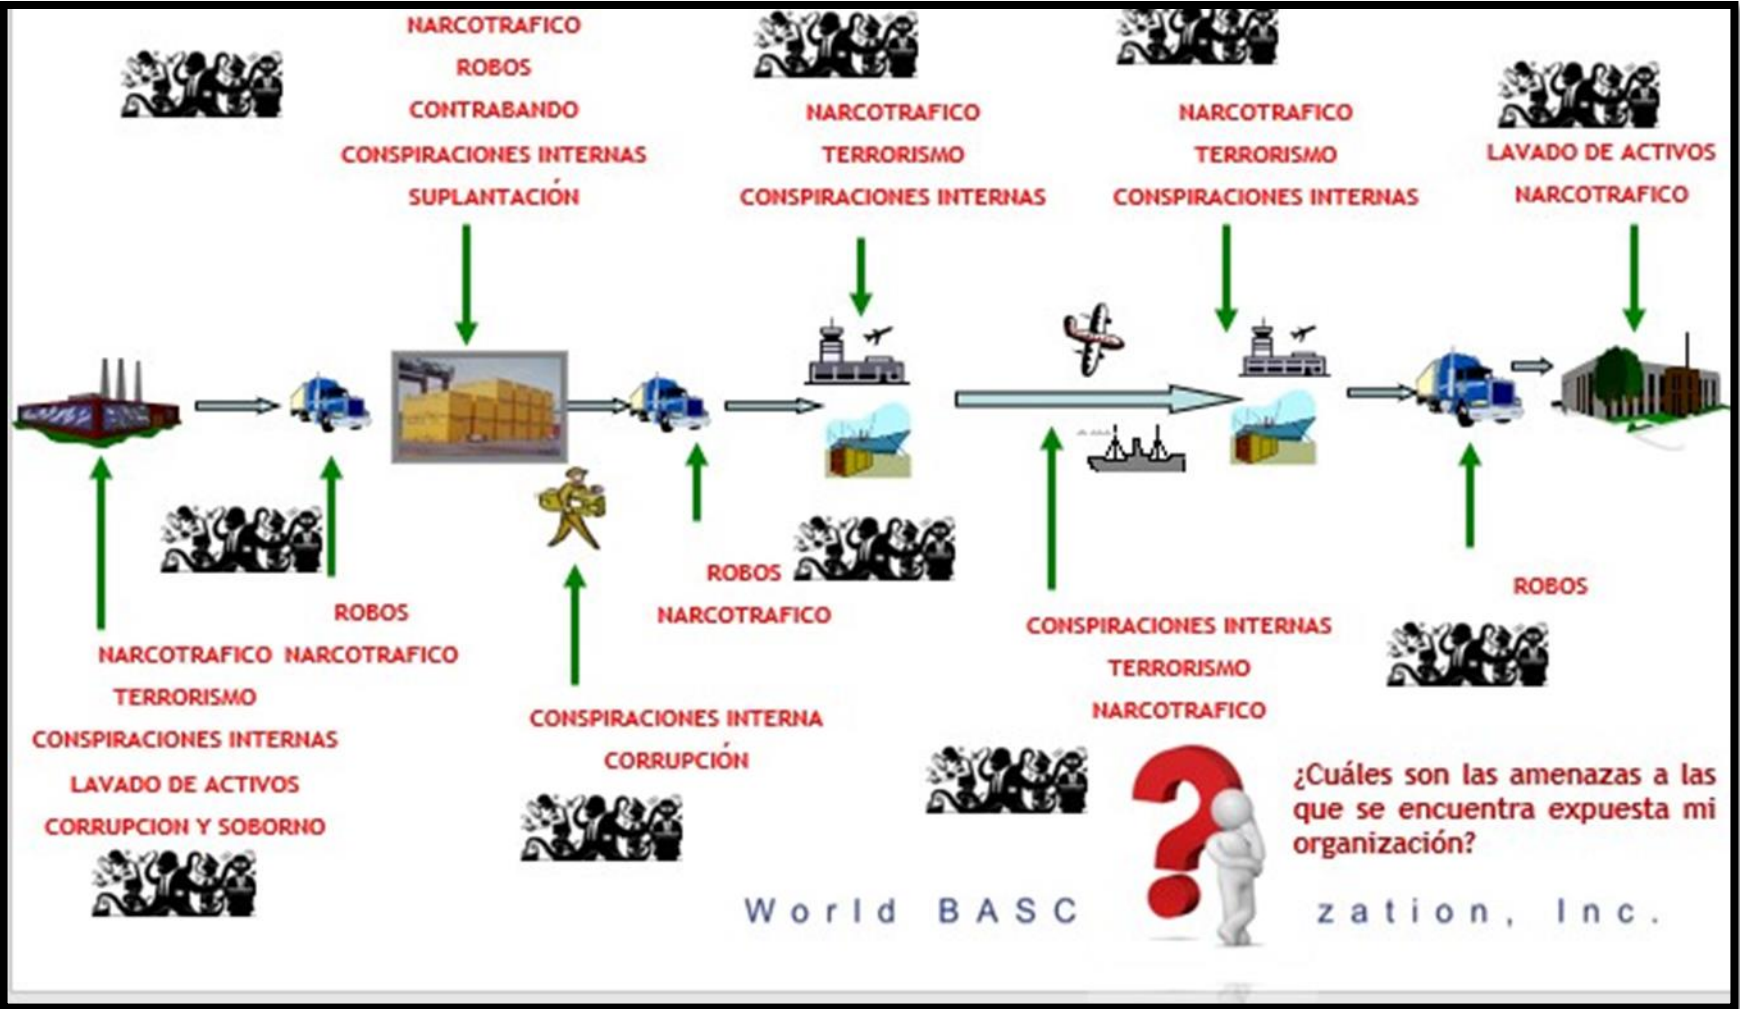 NARCOTRAFICO
ROBOS
CONTRABANDO
CONSPIRACIONES INTERNAS
SUPLANTACIÓN
NARCOTRAFICO
TERRORISMO
CONSPIRACIONES INTERNAS
NARCOTRAFICO
TERRORISMO
CONSPIRACIONES INTERNAS
LAVADO DE ACTIVOS
NARCOTRAFICO
NARCOTRAFICO
TERRORISMO
CONSPIRACIONES INTERNAS
LAVADO DE ACTIVOS
CORRUPCION Y SOBORNO
ROBOS
NARCOTRAFICO
CONSPIRACIONES INTERNA
CORRUPCIÓN
ROBOS
NARCOTRAFICO
CONSPIRACIONES INTERNAS
TERRORISMO
NARCOTRAFICO
ROBOS
¿Cuáles son las amenazas a las
que se encuentra expuesta mi
organización?
World BASC zation, Inc.